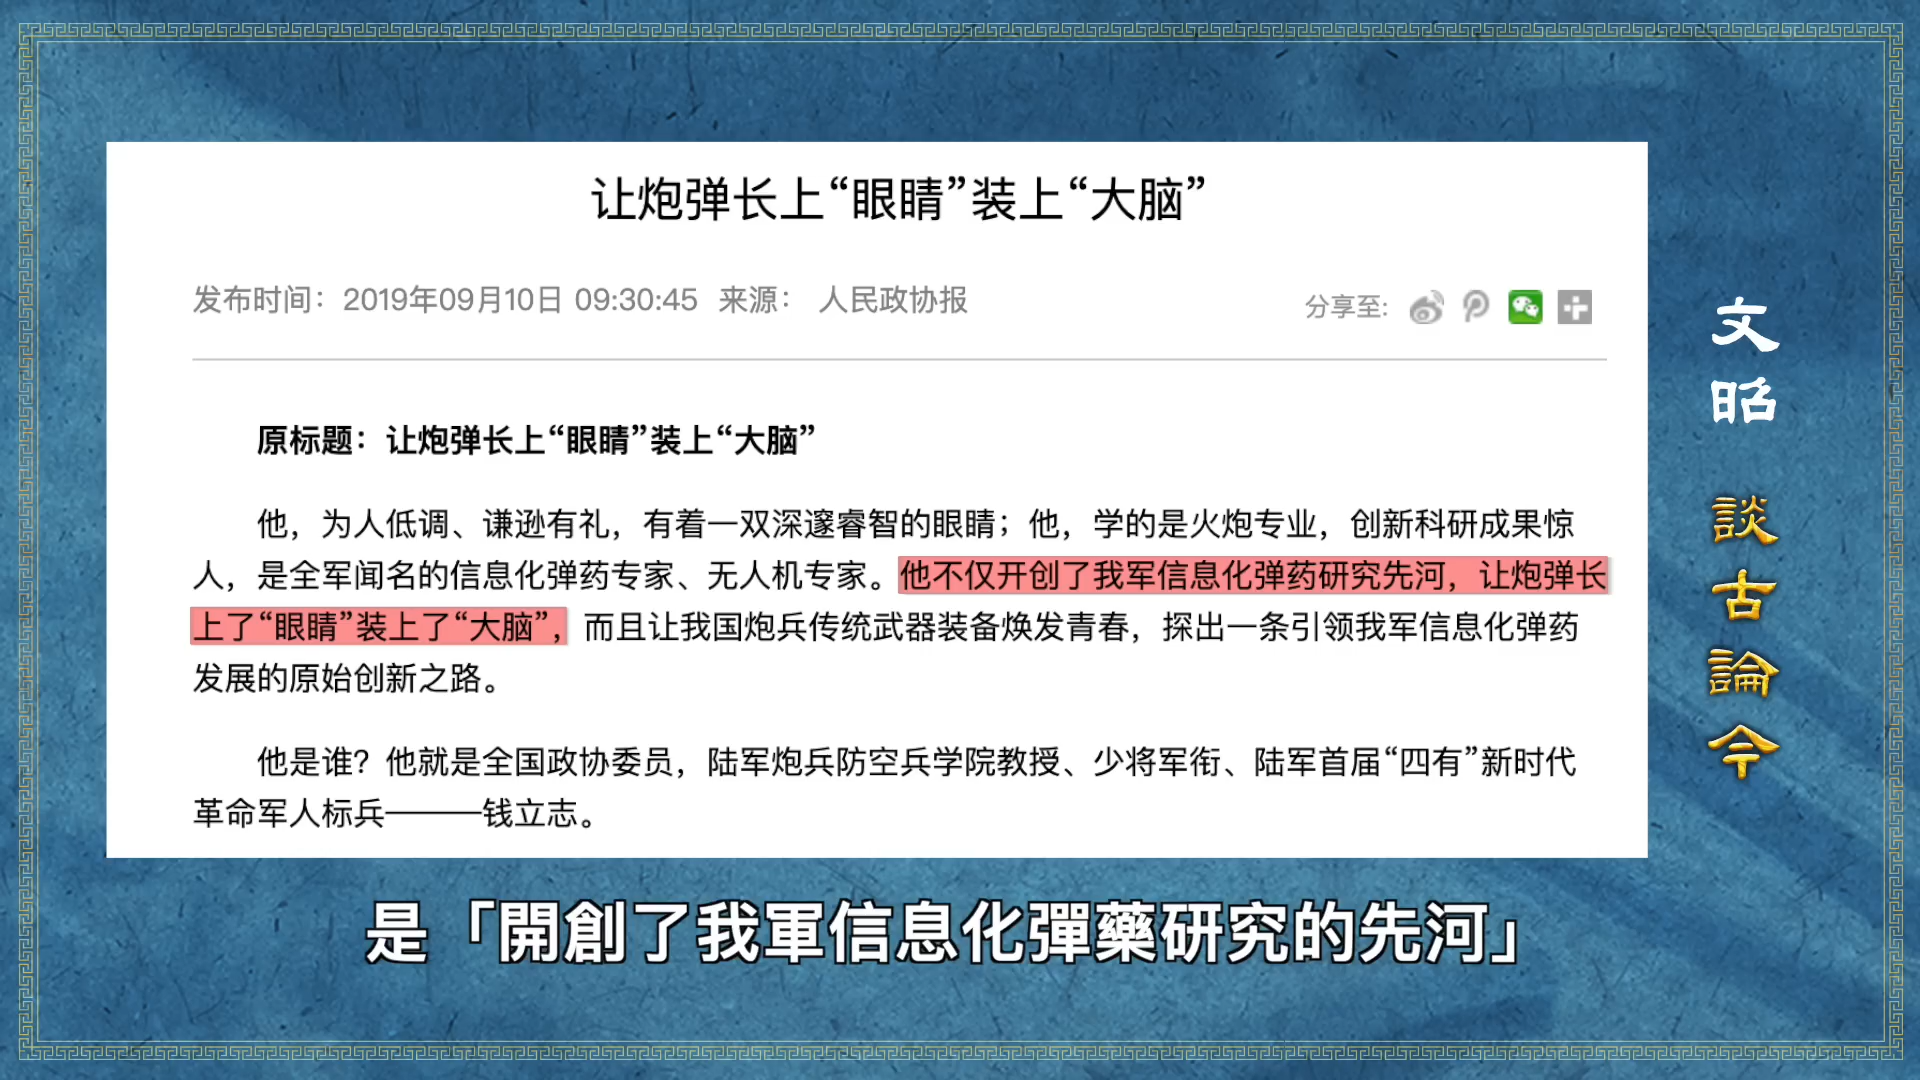 让炮弹长上“眼睛”装上“大脑”
发布时间：2019年09月10日 09:30:45 来源： 人民政协报
分享至:
原标题：让炮弹长上“眼睛”装上“大脑”
他，为人低调、谦逊有礼，有着一双深邃睿智的眼睛；他，学的是火炮专业，创新科研成果惊
人，是全军闻名的信息化弹药专家、无人机专家。他不仅开创了我军信息化弹药研究先河，让炮弹长
上了“眼睛”装上了“大脑”，而且让我国炮兵传统武器装备焕发青春，探出一条引领我军信息化弹药
发展的原始创新之路。
他是谁？他就是全国政协委员，陆军炮兵防空兵学院教授、少将军衔、陆军首届“四有”新时代
革命军人标兵———钱立志。
文昭 談古論今
是「開創了我軍信息化彈藥研究的先河」